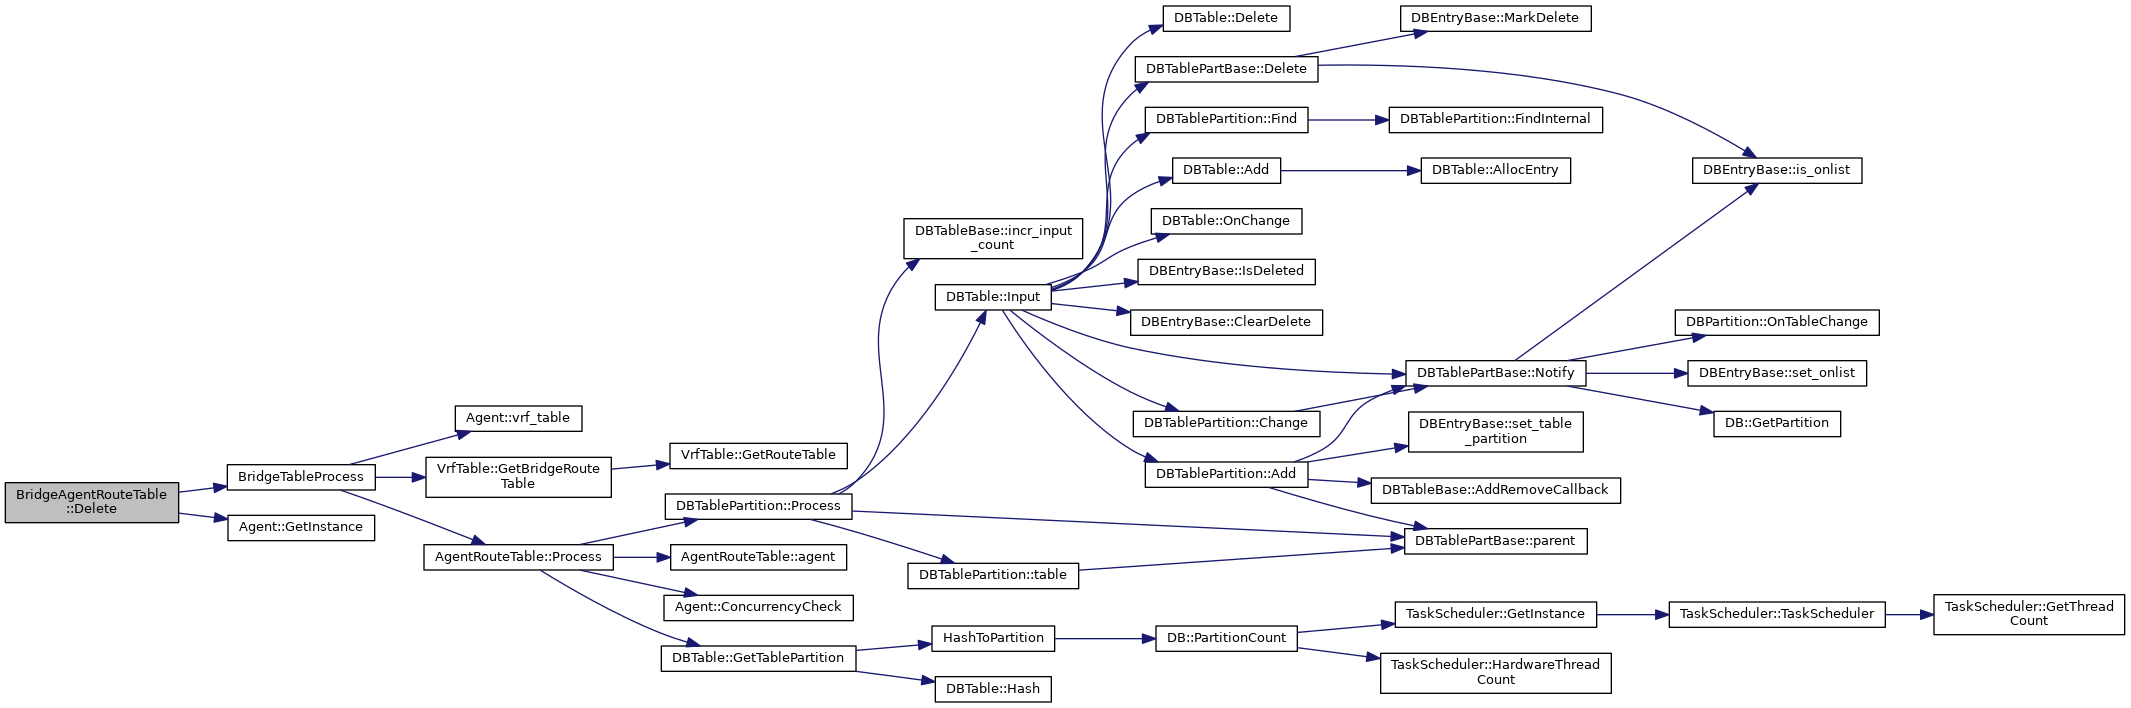 BridgeAgentRouteTable
::Delete
BridgeTableProcess
Agent::GetInstance
Agent::vrf_table
VrfTable::GetBridgeRoute
Table
AgentRouteTable::Process
VrfTable::GetRouteTable
DBTablePartition::Process
AgentRouteTable::agent
Agent::ConcurrencyCheck
DBTable::GetTablePartition
DBTableBase::incr_input
_count
DBTable::Input
DBTablePartition::table
HashToPartition
DBTable::Hash
DBTable::Delete
DBTablePartBase::Delete
DBTablePartition::Find
DBTable::Add
DBTable::OnChange
DBEntryBase::IsDeleted
DBEntryBase::ClearDelete
DBTablePartition::Change
DBTablePartition::Add
DB::PartitionCount
DBEntryBase::MarkDelete
DBTablePartition::FindInternal
DBTable::AllocEntry
DBTablePartBase::Notify
DBEntryBase::set_table
_partition
DBTableBase::AddRemoveCallback
DBTablePartBase::parent
TaskScheduler::GetInstance
TaskScheduler::HardwareThread
Count
DBEntryBase::is_onlist
DBPartition::OnTableChange
DBEntryBase::set_onlist
DB::GetPartition
TaskScheduler::TaskScheduler
TaskScheduler::GetThread
Count